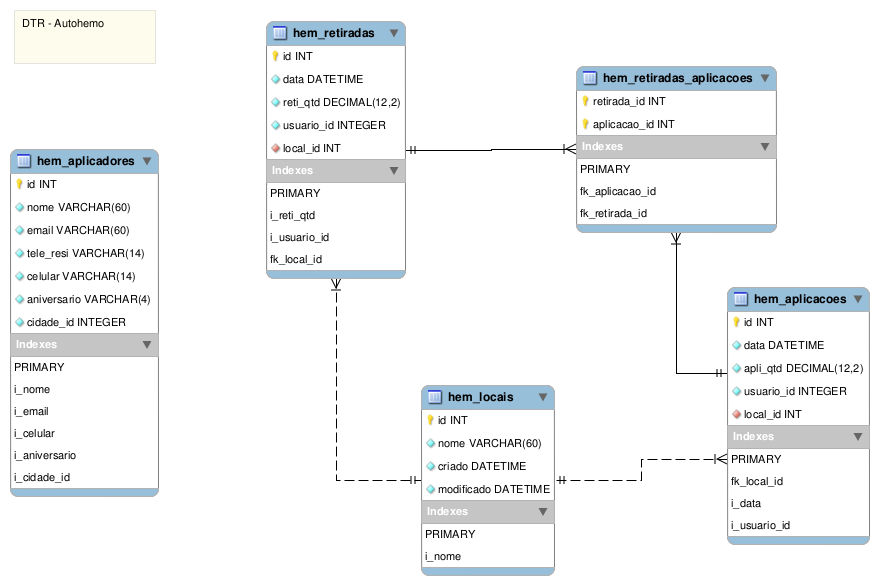 DTR - Autohemo
hem_retiradas
id INT
data DATETIME
reti_qtd DECIMAL(12,2)
usuario_id INTEGER
local_id INT
Indexes
PRIMARY
i_reti_qtd
i_usuario_id
fk_local_id
hem_retiradas_aplicacoes
retirada_id INT
aplicacao_id INT
Indexes
PRIMARY
fk_aplicacao_id
fk_retirada_id
hem_aplicadores
id INT
nome VARCHAR(60)
email VARCHAR(60)
tele_resi VARCHAR(14)
celular VARCHAR(14)
aniversario VARCHAR(4)
cidade_id INTEGER
Indexes
PRIMARY
i_nome
i_email
i_celular
i_aniversario
i_cidade_id
hem_aplicacoes
id INT
data DATETIME
apli_qtd DECIMAL(12,2)
usuario_id INTEGER
local_id INT
Indexes
PRIMARY
fk_local_id
i_data
i_usuario_id
hem_locais
id INT
nome VARCHAR(60)
criado DATETIME
modificado DATETIME
Indexes
PRIMARY
i_nome